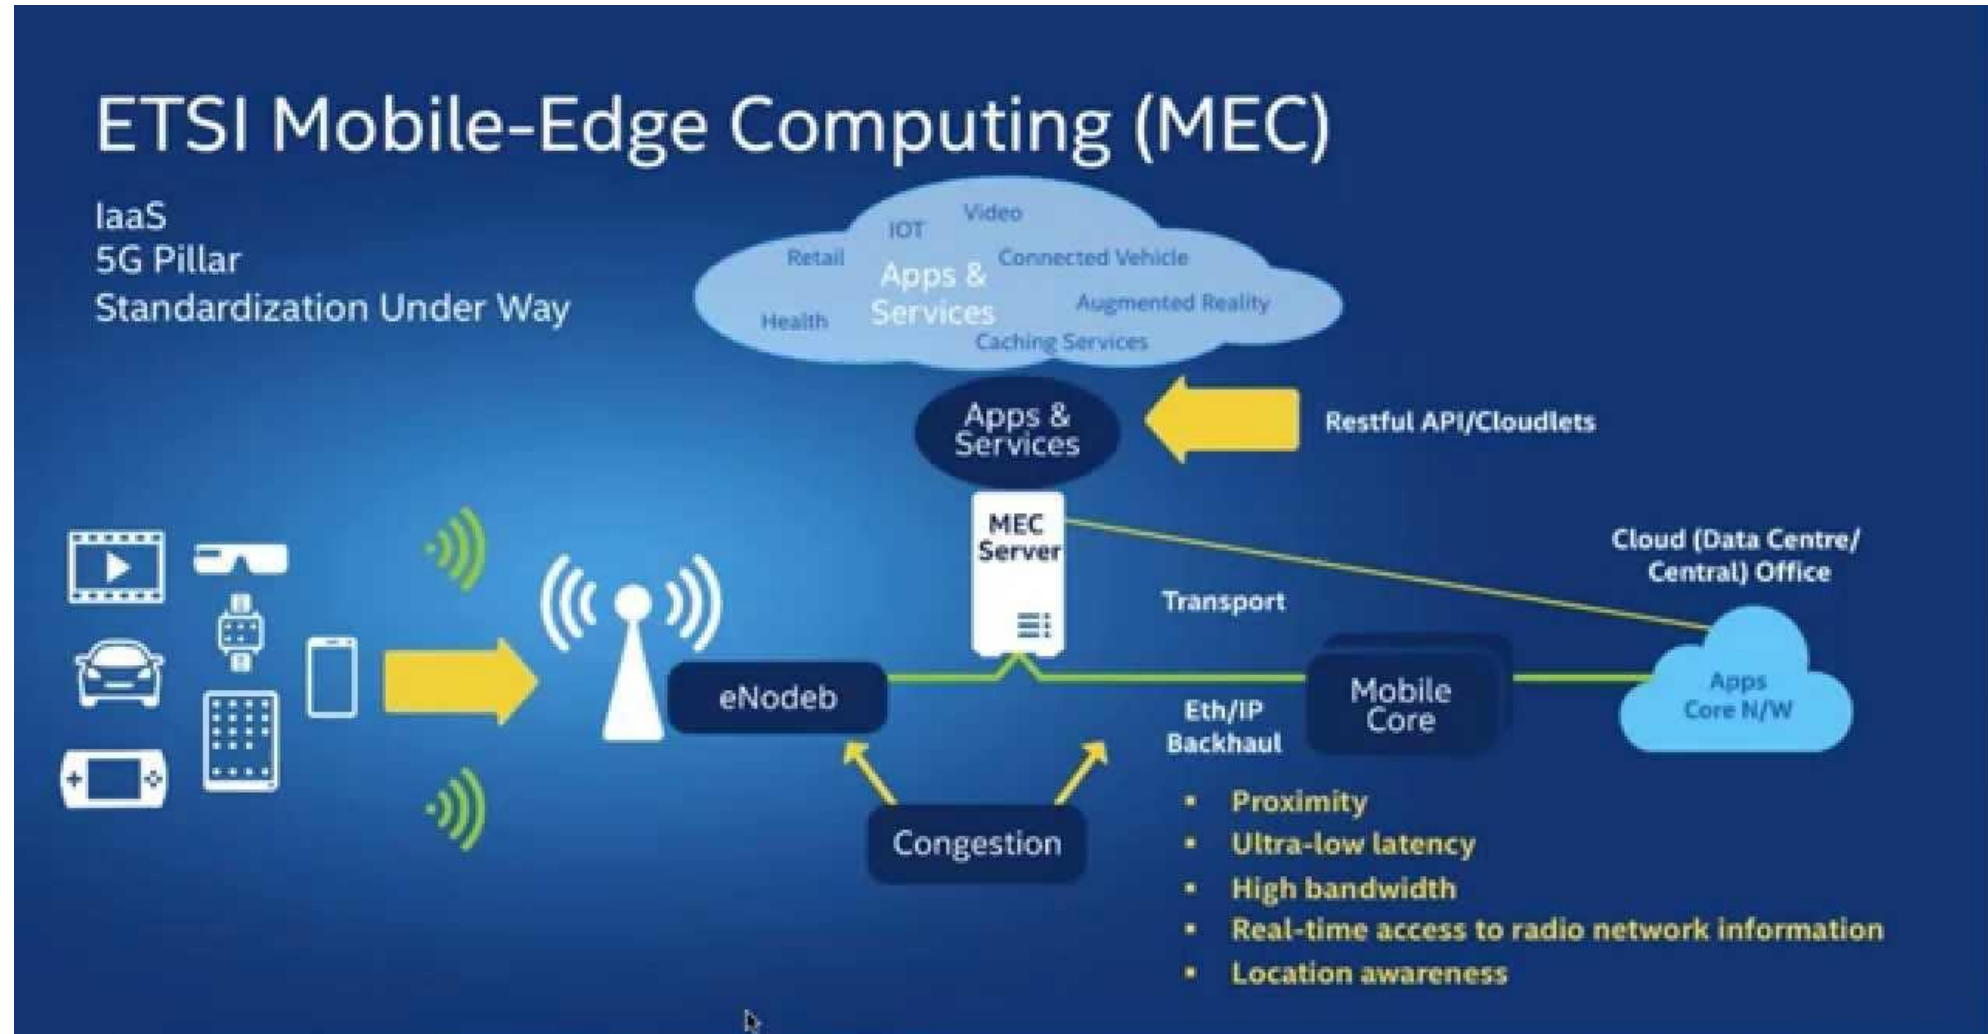 ETSI Mobile-Edge Computing (MEC)
IaaS
5G Pillar
Standardization Under Way
Video
IOT
Retail
Connected Vehicle
Apps &
Services
Augmented Reality
Health
Caching Services
Apps &
Services
Restful API/Cloudlets
MEC
Server
Cloud (Data Centre/
Central) Office
Transport
eNodeb
Mobile
Core
Apps
Core N/W
Eth/IP
Backhaul
Congestion
▪ Proximity
▪ Ultra-low latency
▪ High bandwidth
▪ Real-time access to radio network information
▪ Location awareness